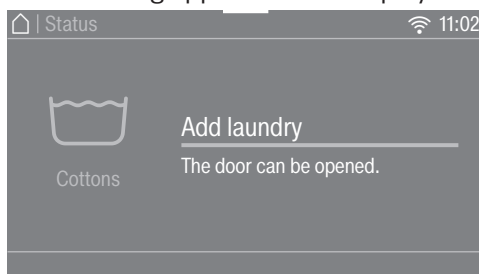 | Status
11:02
Add laundry
The door can be opened.
Cottons